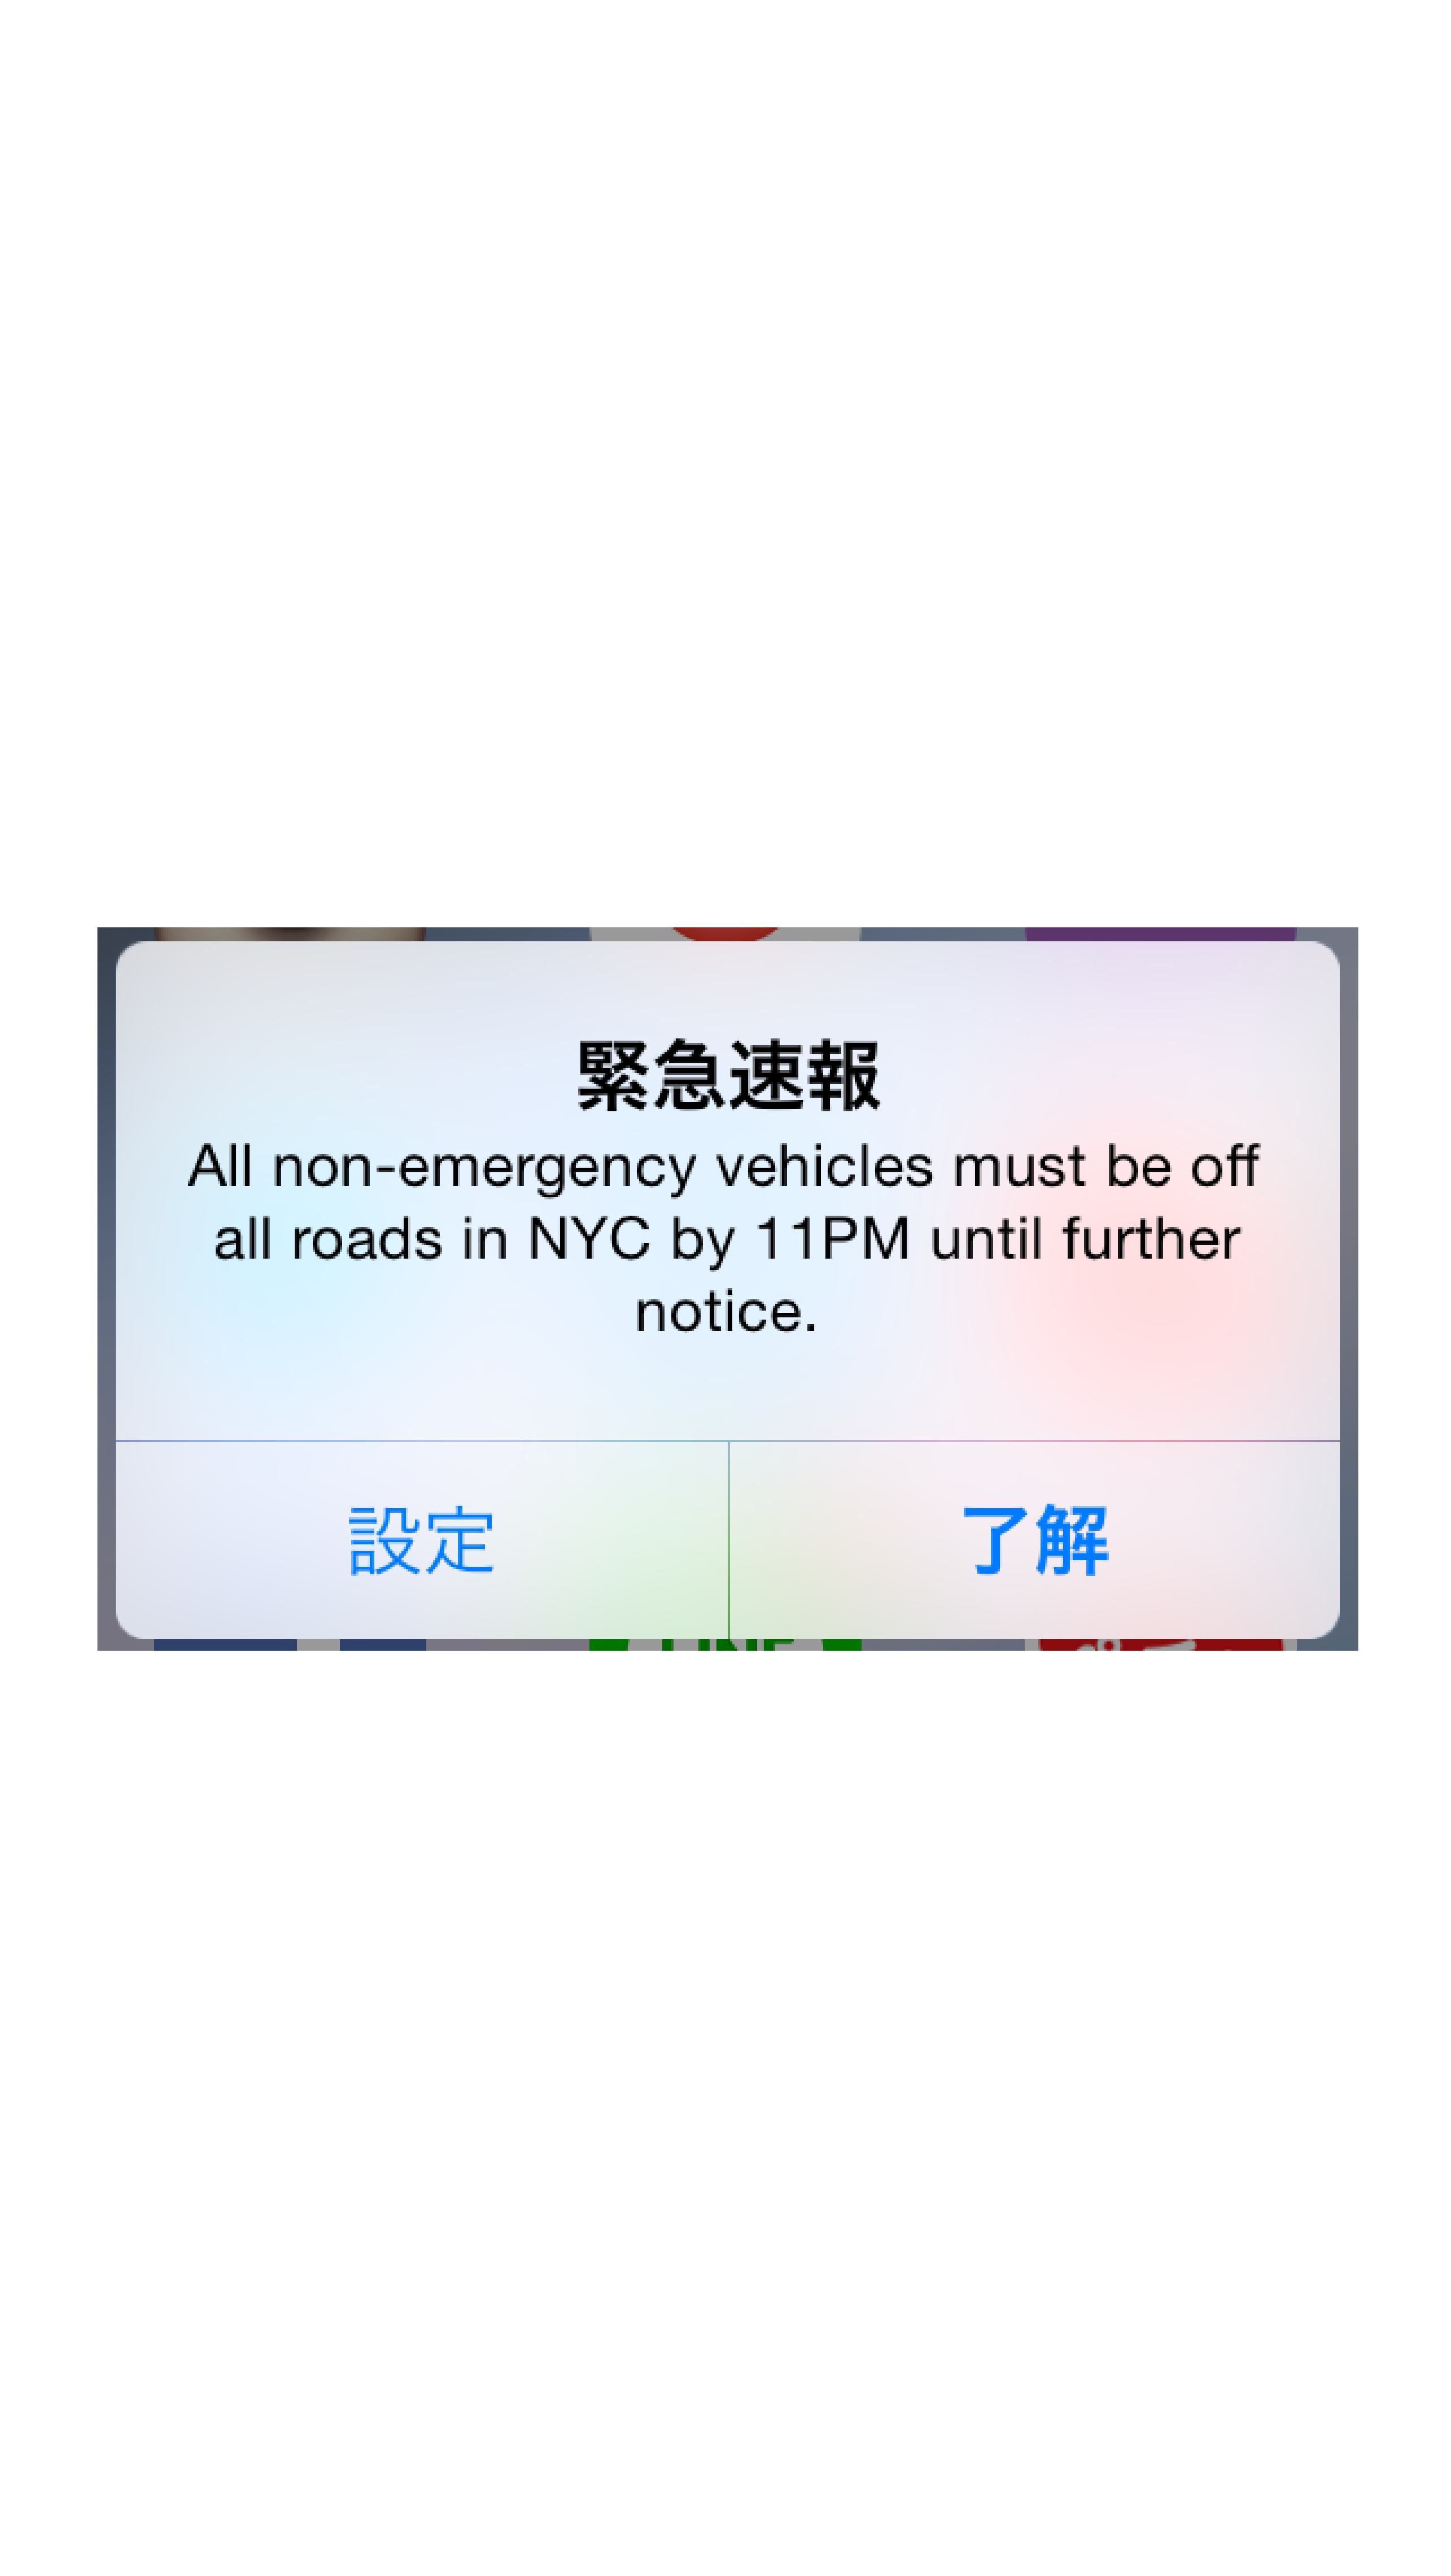 緊急速報
All non-emergency vehicles must be off
all roads in NYC by 11PM until further
notice.
設定
了解